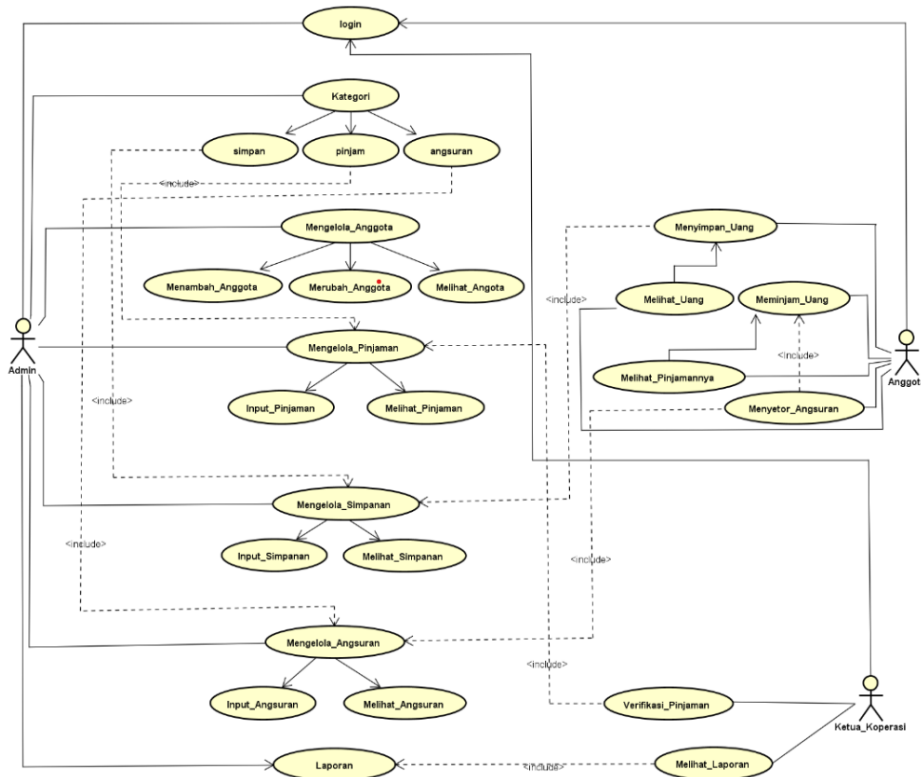 login
Kategori
simpan
pinjam
angsuran
<include>
Mengelola_Anggota
Menyimpan_Uang
Menambah_Anggota
Merubah_Anggota
Melihat_Angota
Melihat_Uang
Meminjam_Uang
<include>
Mengelola_Pinjaman
<Include>
Admin
Anggota
Melihat_Pinjamannya
<include>
Input_Pinjaman
Melihat_Pinjaman
Menyetor_Angsuran
Mengelola_Simpanan
<include>
Input_Simpanan
Melihat_Simpanan
<include>
Mengelola_Angsuran
<include>
Input_Angsuran
Melihat_Angsuran
Verifikasi_Pinjaman
Ketua_Koperasi
Laporan
<include>
Melihat_Laporan